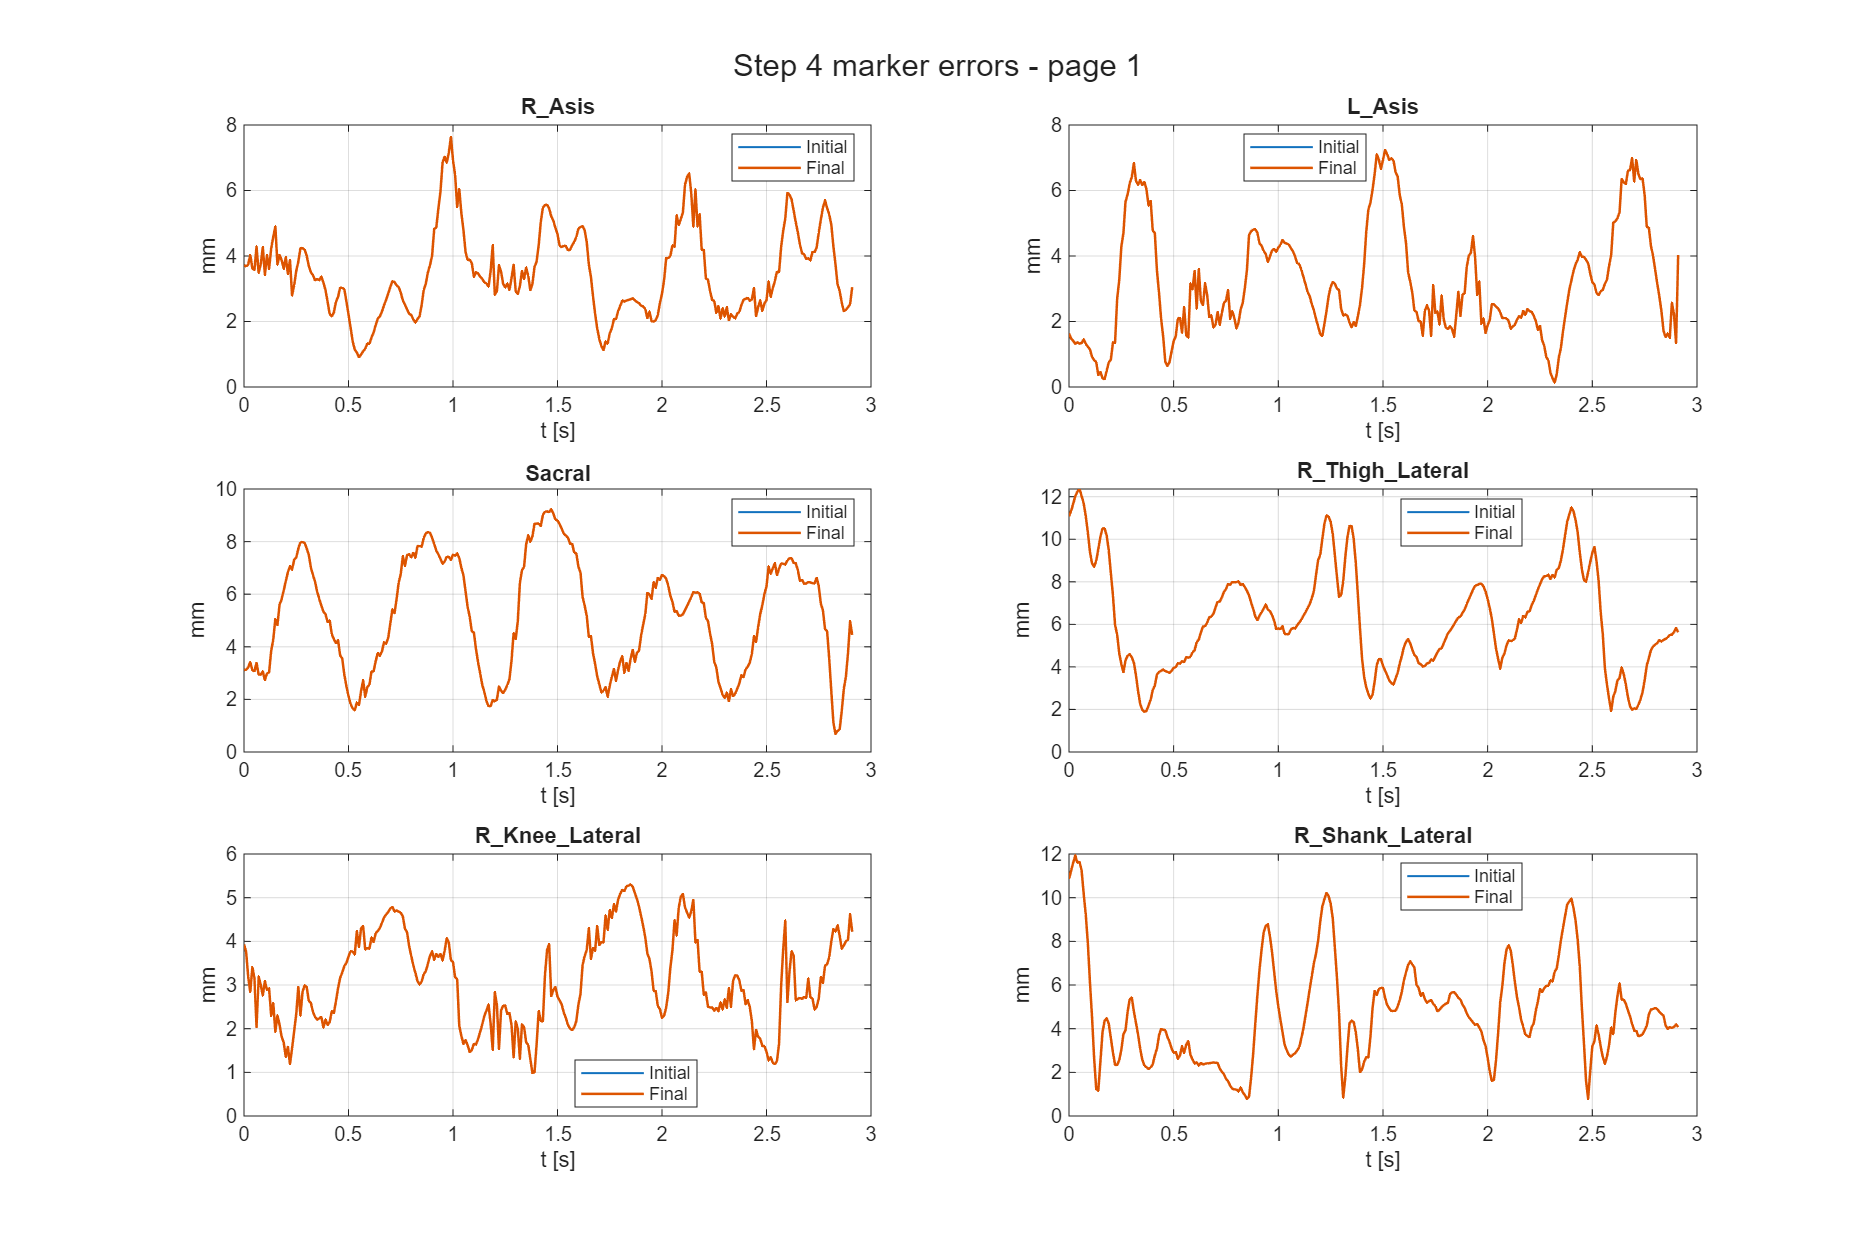 Step 4 marker errors - page 1
R_Asis
8
6
4
2
0
mm
0 0.5 1 1.5 2 2.5 3
t [s]
Initial
Final
L_Asis
8
6
4
2
0
mm
0 0.5 1 1.5 2 2.5 3
t [s]
Initial
Final
Sacral
10
8
6
4
2
0
mm
0 0.5 1 1.5 2 2.5 3
t [s]
Initial
Final
R_Thigh_Lateral
12
10
8
6
4
2
0
mm
0 0.5 1 1.5 2 2.5 3
t [s]
Initial
Final
R_Knee_Lateral
6
5
4
3
2
1
0
mm
0 0.5 1 1.5 2 2.5 3
t [s]
Initial
Final
R_Shank_Lateral
12
10
8
6
4
2
0
mm
0 0.5 1 1.5 2 2.5 3
t [s]
Initial
Final